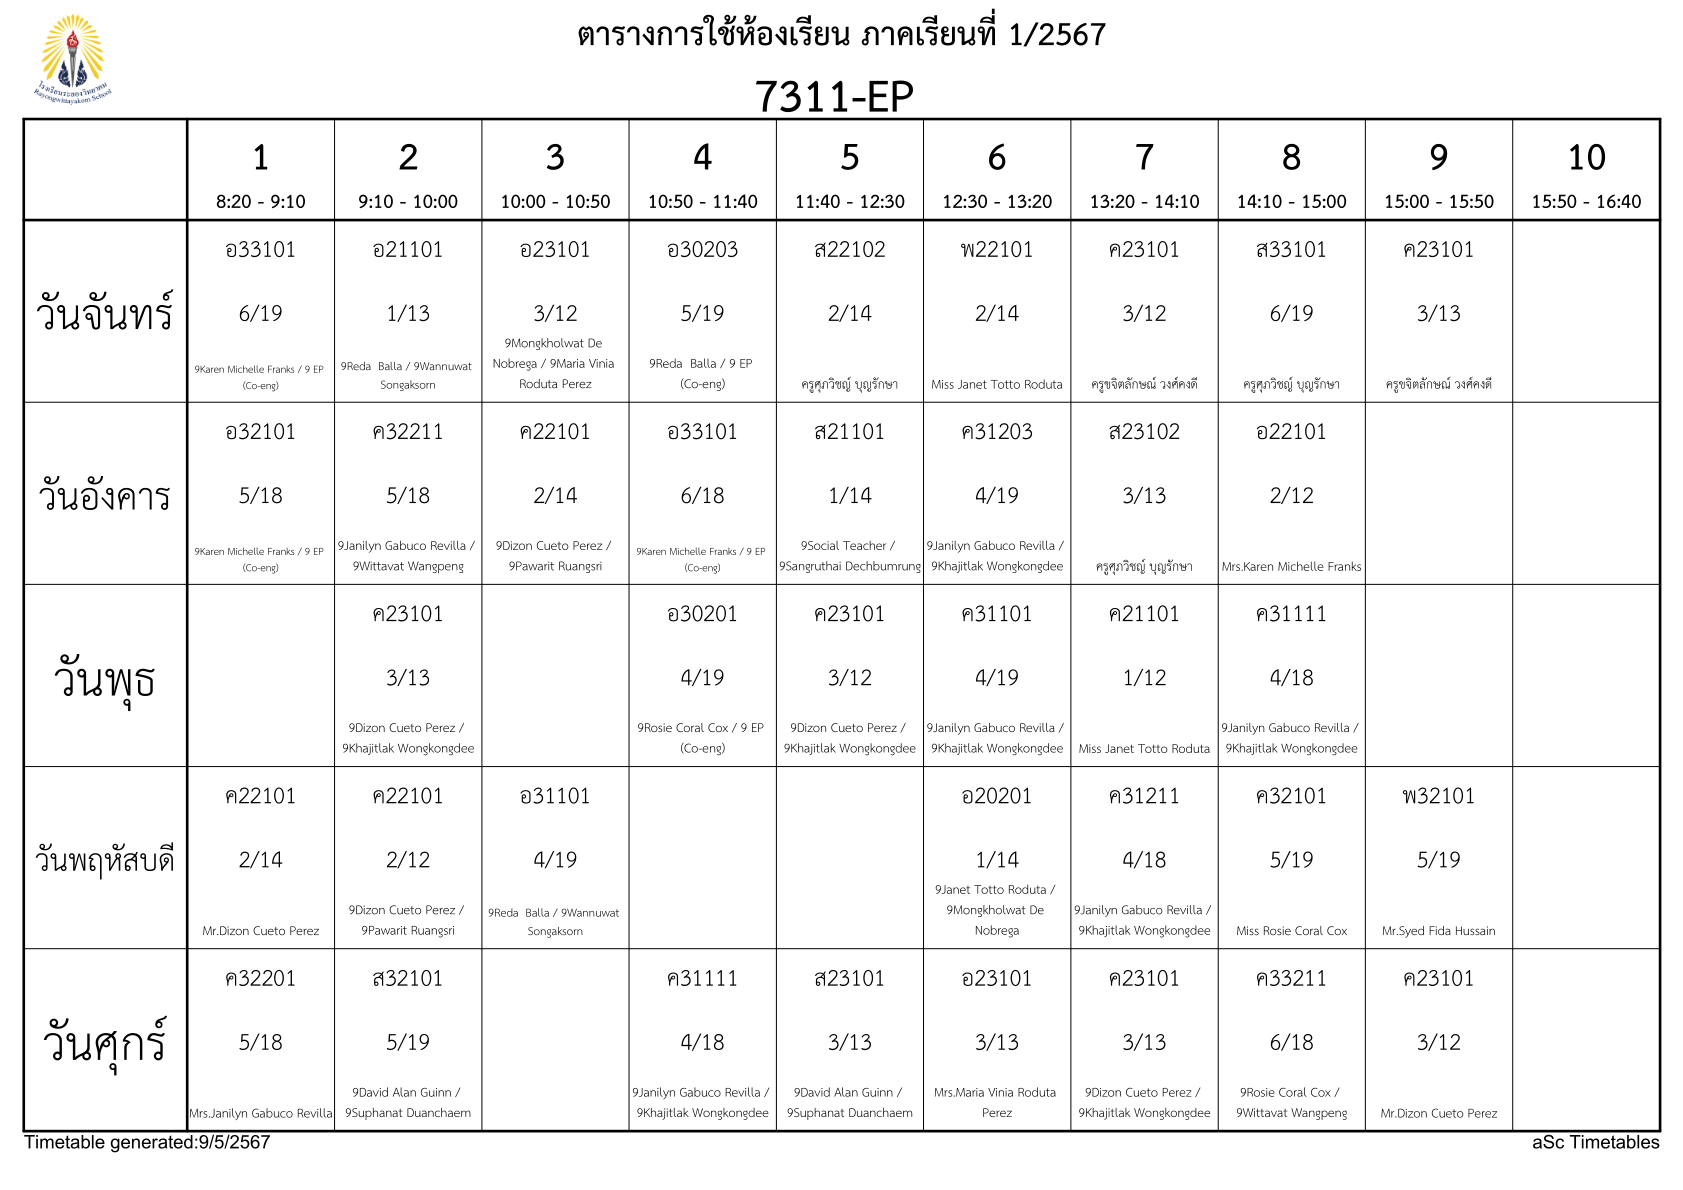 ตารางการใช้ห้องเรียน ภาคเรียนที่ 1/2567
โรงเรียนระยองวิทยาคม
Rayongwittayakom School
7311-EP
1 2 3 4 5 6 7 8 9 10
8:20 - 9:10 9:10 - 10:00 10:00 - 10:50 10:50 - 11:40 11:40 - 12:30 12:30 - 13:20 13:20 - 14:10 14:10 - 15:00 15:00 - 15:50 15:50 - 16:40
วันจันทร์
อ33101
6/19
9Karen Michelle Franks / 9 EP
(Co-eng)
อ21101
1/13
9Reda Balla / 9Wannuwat
Songaksorn
อ23101
3/12
9Mongkholwat De
Nobrega / 9Maria Vinia
Roduta Perez
อ30203
5/19
9Reda Balla / 9 EP
(Co-eng)
ส22102
2/14
ครูศุภวิชญ์ บุญรักษา
พ22101
2/14
Miss Janet Totto Roduta
ค23101
3/12
ครูขจิตลักษณ์ วงศ์คงดี
ส33101
6/19
ครูศุภวิชญ์ บุญรักษา
ค23101
3/13
ครูขจิตลักษณ์ วงศ์คงดี
วันอังคาร
อ32101
5/18
9Karen Michelle Franks / 9 EP
(Co-eng)
ค32211
5/18
9Janilyn Gabuco Revilla /
9Wittavat Wangpeng
ค22101
2/14
9Dizon Cueto Perez /
9Pawarit Ruangsri
อ33101
6/18
9Karen Michelle Franks / 9 EP
(Co-eng)
ส21101
1/14
9Social Teacher /
9Sangruthai Dechbumrung
ค31203
4/19
9Janilyn Gabuco Revilla /
9Khajitlak Wongkongdee
ส23102
3/13
ครูศุภวิชญ์ บุญรักษา
อ22101
2/12
Mrs.Karen Michelle Franks
วันพุธ
ค23101
3/13
9Dizon Cueto Perez /
9Khajitlak Wongkongdee
อ30201
4/19
9Rosie Coral Cox / 9 EP
(Co-eng)
ค23101
3/12
9Dizon Cueto Perez /
9Khajitlak Wongkongdee
ค31101
4/19
9Janilyn Gabuco Revilla /
9Khajitlak Wongkongdee
ค21101
1/12
Miss Janet Totto Roduta
ค31111
4/18
9Janilyn Gabuco Revilla /
9Khajitlak Wongkongdee
วันพฤหัสบดี
ค22101
2/14
Mr.Dizon Cueto Perez
ค22101
2/12
9Dizon Cueto Perez /
9Pawarit Ruangsri
อ31101
4/19
9Reda Balla / 9Wannuwat
Songaksorn
อ20201
1/14
9Janet Totto Roduta /
9Mongkholwat De
Nobrega
ค31211
4/18
9Janilyn Gabuco Revilla /
9Khajitlak Wongkongdee
ค32101
5/19
Miss Rosie Coral Cox
พ32101
5/19
Mr.Syed Fida Hussain
วันศุกร์
ค32201
5/18
Mrs.Janilyn Gabuco Revilla
ส32101
5/19
9David Alan Guinn /
9Suphanat Duanchaem
ค31111
4/18
9Janilyn Gabuco Revilla /
9Khajitlak Wongkongdee
ส23101
3/13
9David Alan Guinn /
9Suphanat Duanchaem
อ23101
3/13
Mrs.Maria Vinia Roduta
Perez
ค23101
3/13
9Dizon Cueto Perez /
9Khajitlak Wongkongdee
ค33211
6/18
9Rosie Coral Cox /
9Wittavat Wangpeng
ค23101
3/12
Mr.Dizon Cueto Perez
Timetable generated:9/5/2567
aSc Timetables